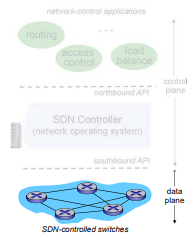 network-control applications
routing
...
access
control
load
balance
control
plane
northbound API
SDN Controller
(network operating system)
southbound API
data
plane
SDN-controlled switches